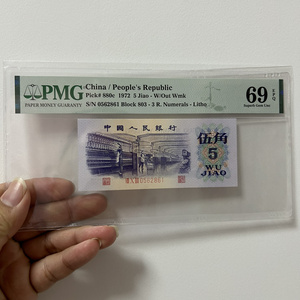 PMG
PAPER MONEY GUARANTY
China / People's Republic
Pick# 880c 1972 5 Jiao - W/Out Wmk
S/N 0562861 Block 803 - 3 R. Numerals - Litho
69 EPQ
Superb Gem Unc
中国人民银行
伍角
5
WU
JIAO
0562861